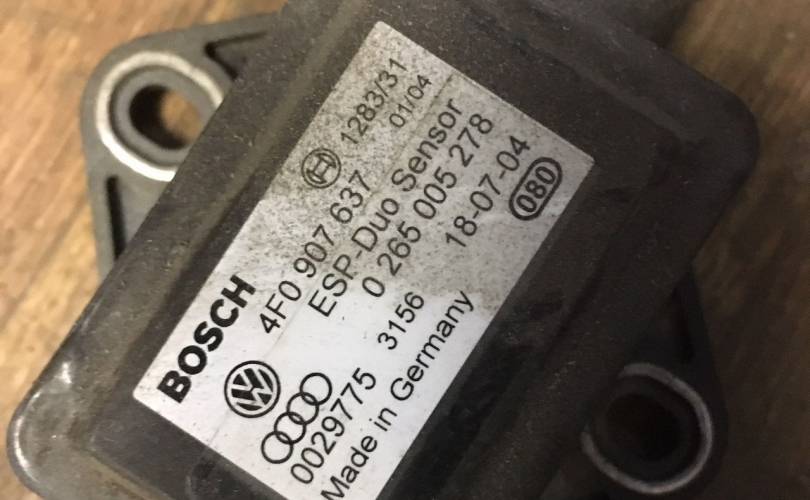 BOSCH
1283/31
01/04
4F0 907 637
ESP-Duo Sensor
0 265 005 278
18-07-04
080
0029775 3156
Made in Germany